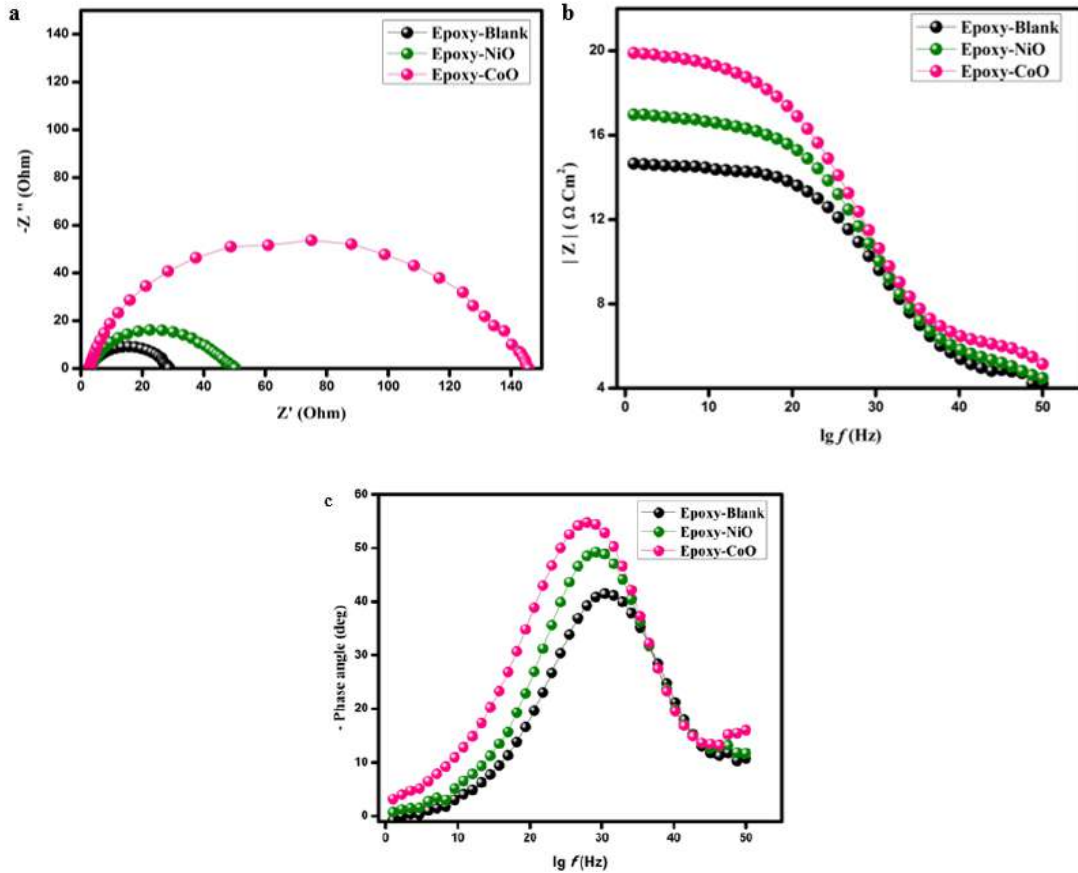 a
-Z '' (Ohm)
140
120
100
80
60
40
20
0
0 20 40 60 80 100 120 140
Z' (Ohm)
Epoxy-Blank
Epoxy-NiO
Epoxy-CoO
b
| Z | ( Ω Cm²)
20
16
12
8
4
0 10 20 30 40 50
lg f (Hz)
Epoxy-Blank
Epoxy-NiO
Epoxy-CoO
c
- Phase angle (deg)
60
50
40
30
20
10
0
0 10 20 30 40 50
lg f (Hz)
Epoxy-Blank
Epoxy-NiO
Epoxy-CoO